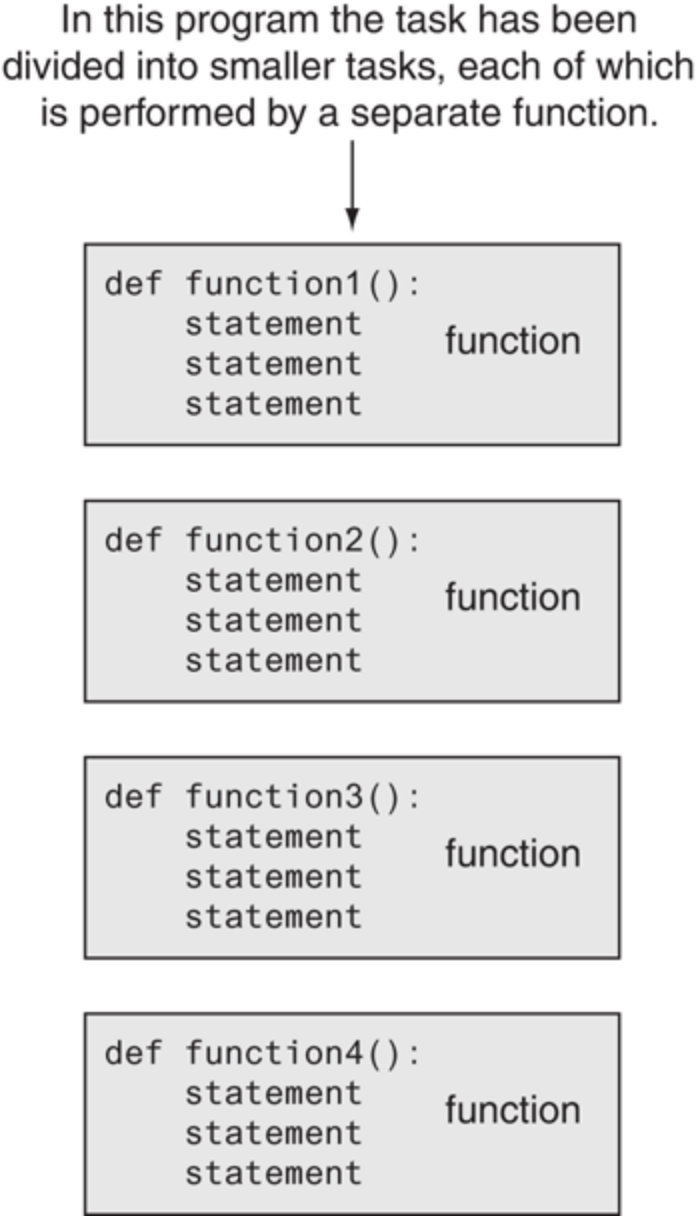 In this program the task has been
divided into smaller tasks, each of which
is performed by a separate function.
def function1():
    statement
    statement
    statement
function
def function2():
    statement
    statement
    statement
function
def function3():
    statement
    statement
    statement
function
def function4():
    statement
    statement
    statement
function